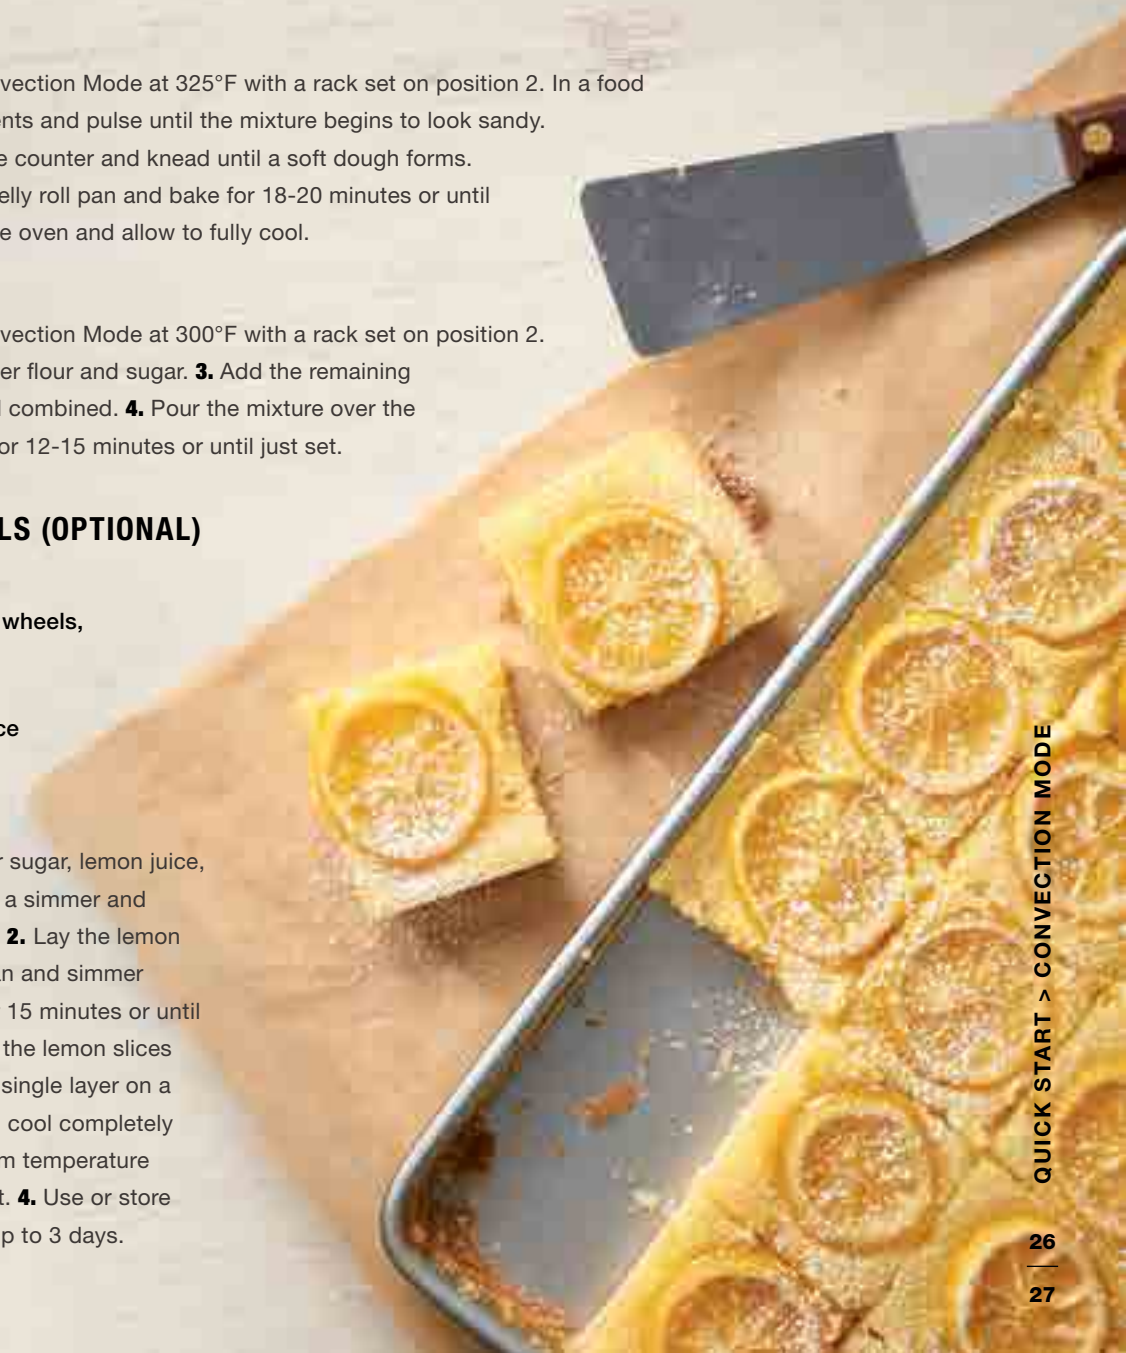 vection Mode at 325°F with a rack set on position 2. In a food
ents and pulse until the mixture begins to look sandy.
e counter and knead until a soft dough forms.
elly roll pan and bake for 18-20 minutes or until
e oven and allow to fully cool.
vection Mode at 300°F with a rack set on position 2.
er flour and sugar. 3. Add the remaining
combined. 4. Pour the mixture over the
or 12-15 minutes or until just set.
LS (OPTIONAL)
wheels,
ce
r sugar, lemon juice,
a simmer and
2. Lay the lemon
an and simmer
15 minutes or until
the lemon slices
single layer on a
cool completely
m temperature
t. 4. Use or store
p to 3 days.
QUICK START > CONVECTION MODE
26
27